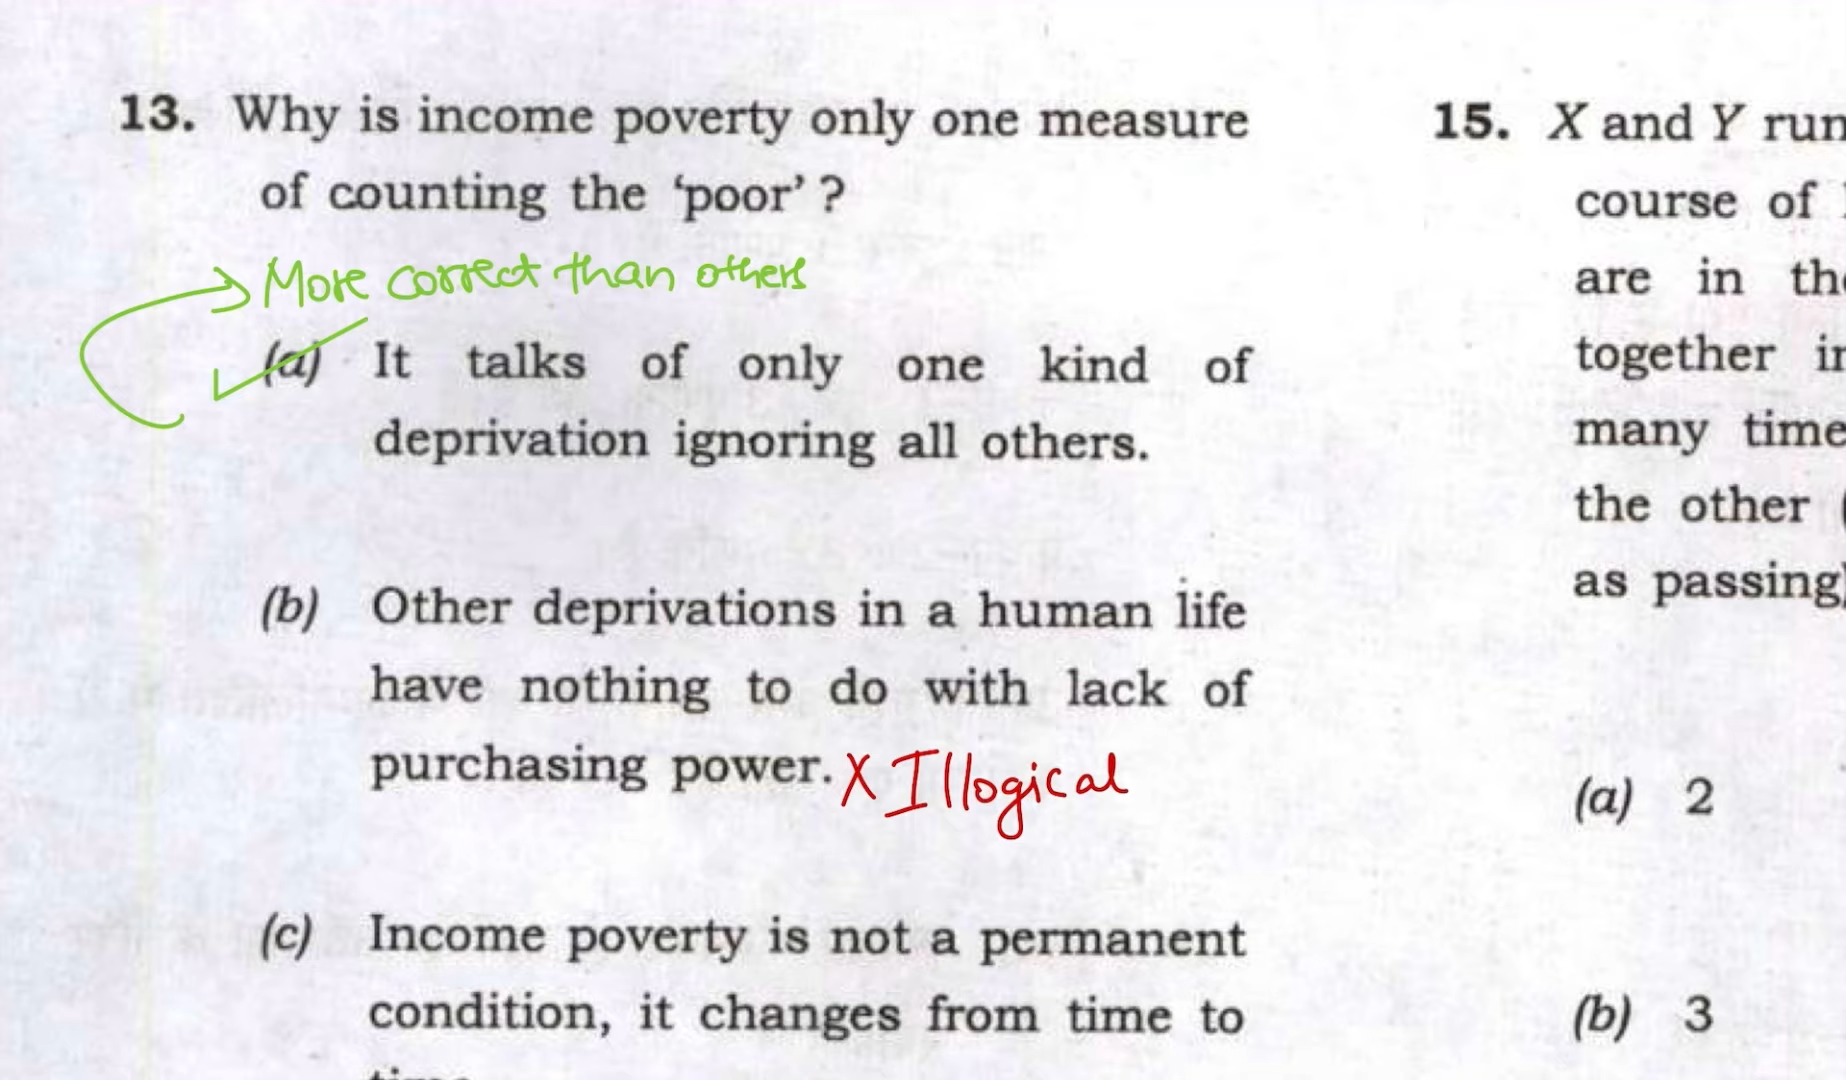 13. Why is income poverty only one measure
of counting the ‘poor’ ?
More correct than others
(a) It talks of only one kind of
deprivation ignoring all others.
(b) Other deprivations in a human life
have nothing to do with lack of
purchasing power. X Illogical
(c) Income poverty is not a permanent
condition, it changes from time to
15. X and Y run
course of
are in the
together in
many time
the other
as passing
(a) 2
(b) 3